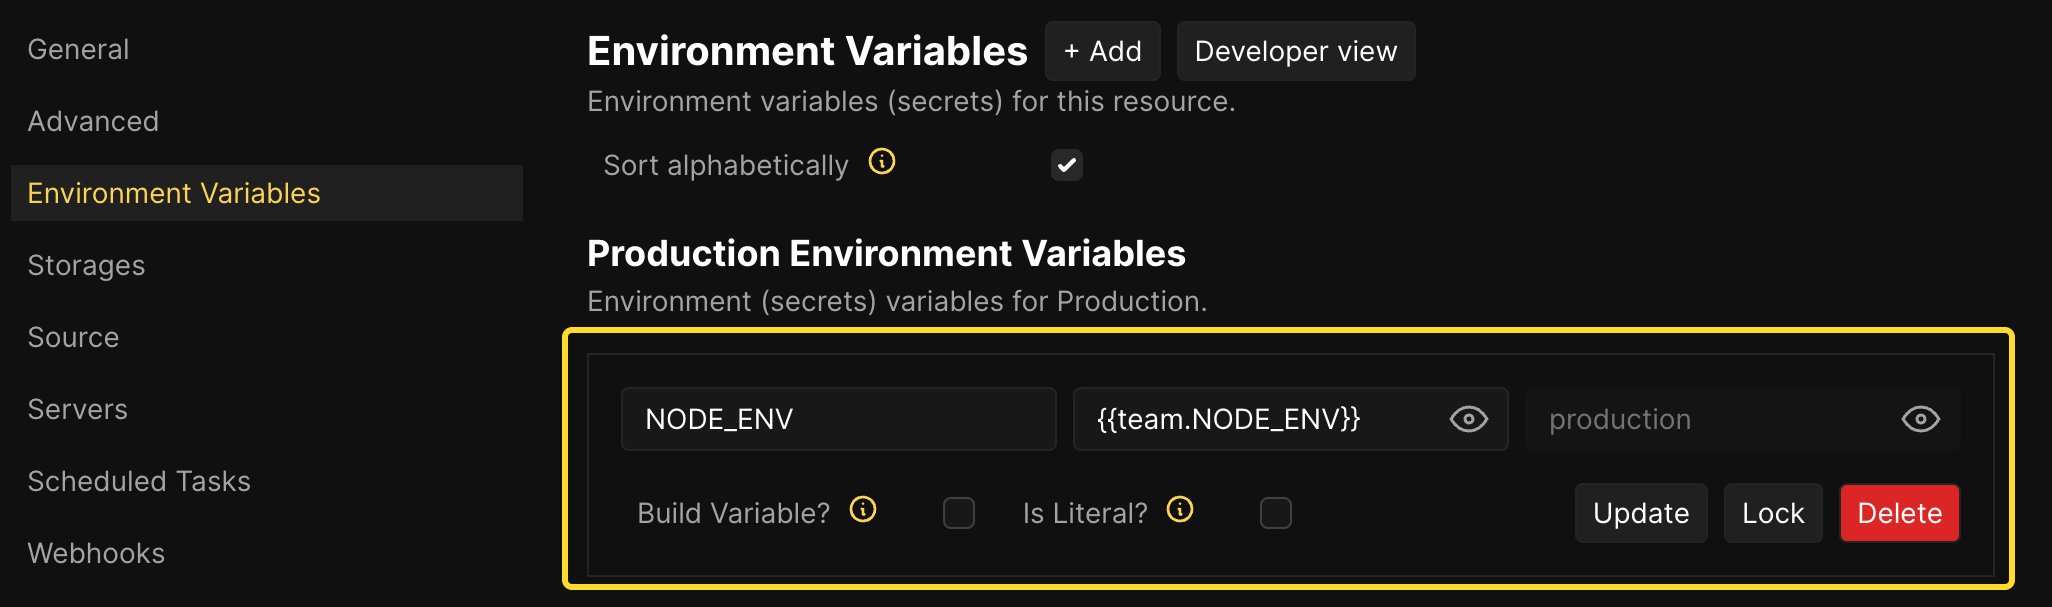 General
Advanced
Environment Variables
Storages
Source
Servers
Scheduled Tasks
Webhooks
Environment Variables + Add Developer view
Environment variables (secrets) for this resource.
Sort alphabetically
Production Environment Variables
Environment (secrets) variables for Production.
NODE_ENV {{team.NODE_ENV}} production
Build Variable? Is Literal? Update Lock Delete